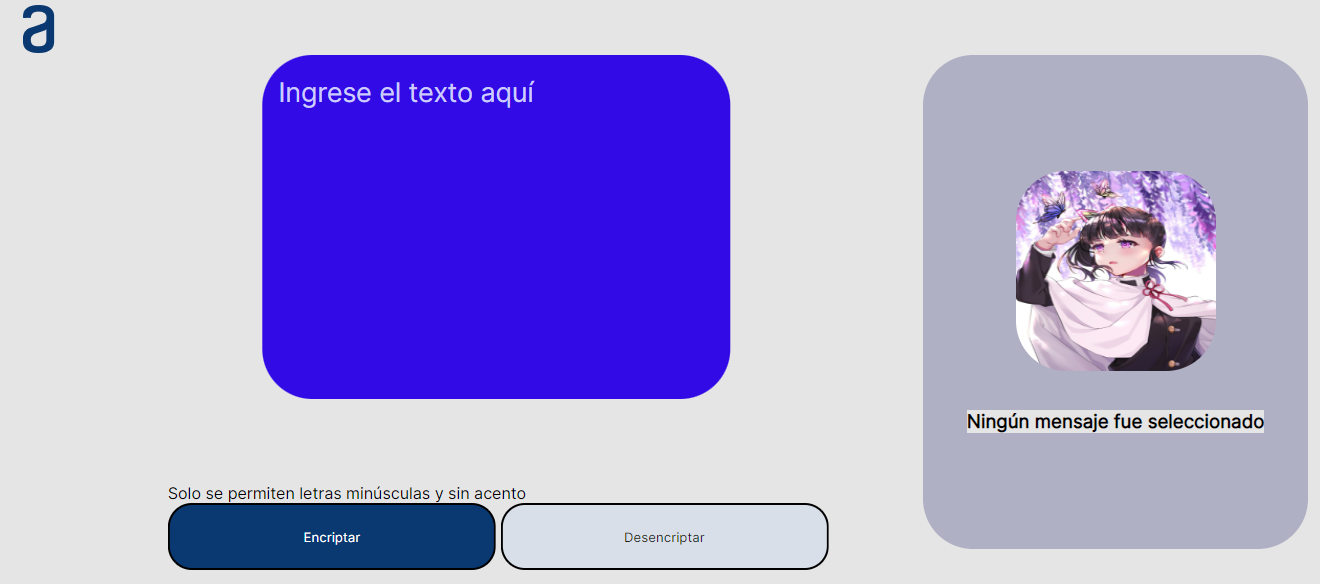 a
Ingrese el texto aquí
Ningún mensaje fue seleccionado
Solo se permiten letras minúsculas y sin acento
Encriptar
Desencriptar